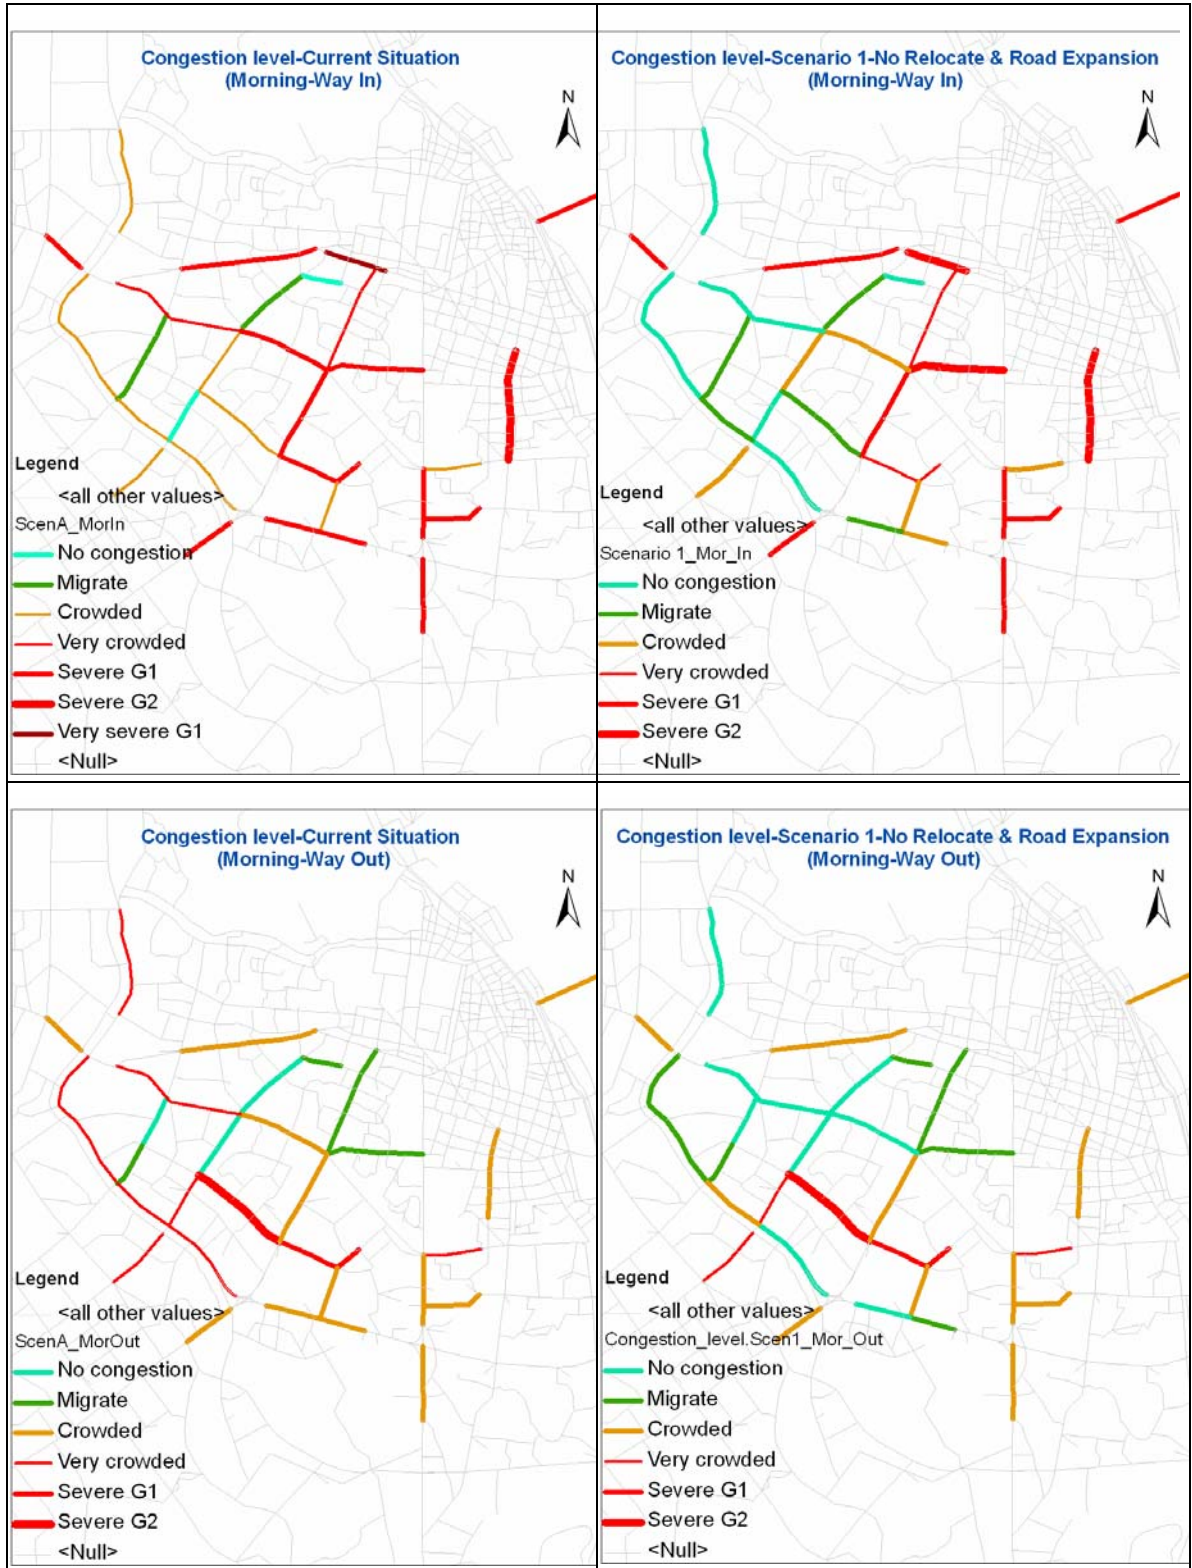 Congestion level-Current Situation
(Morning-Way In)
N
Legend
<all other values>
ScenA_MorIn
No congestion
Migrate
Crowded
Very crowded
Severe G1
Severe G2
Very severe G1
<Null>
Congestion level-Scenario 1-No Relocate & Road Expansion
(Morning-Way In)
N
Legend
<all other values>
Scenario 1_Mor_In
No congestion
Migrate
Crowded
Very crowded
Severe G1
Severe G2
<Null>
Congestion level-Current Situation
(Morning-Way Out)
N
Legend
<all other values>
ScenA_MorOut
No congestion
Migrate
Crowded
Very crowded
Severe G1
Severe G2
<Null>
Congestion level-Scenario 1-No Relocate & Road Expansion
(Morning-Way Out)
N
Legend
<all other values>
Congestion_level.Scen1_Mor_Out
No congestion
Migrate
Crowded
Very crowded
Severe G1
Severe G2
<Null>